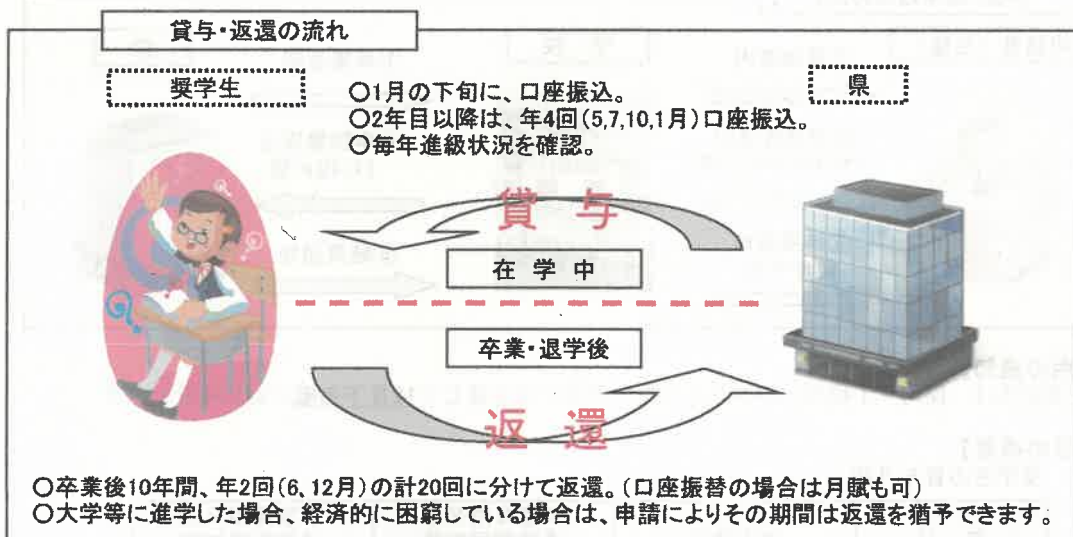 貸与・返還の流れ
奨学生
県
○1月の下旬に、口座振込。
○2年目以降は、年4回(5,7,10,1月)口座振込。
○毎年進級状況を確認。
貸 与
在 学 中
卒業・退学後
返 還
○卒業後10年間、年2回(6、12月)の計20回に分けて返還。(口座振替の場合は月賦も可)
○大学等に進学した場合、経済的に困窮している場合は、申請によりその期間は返還を猶予できます。